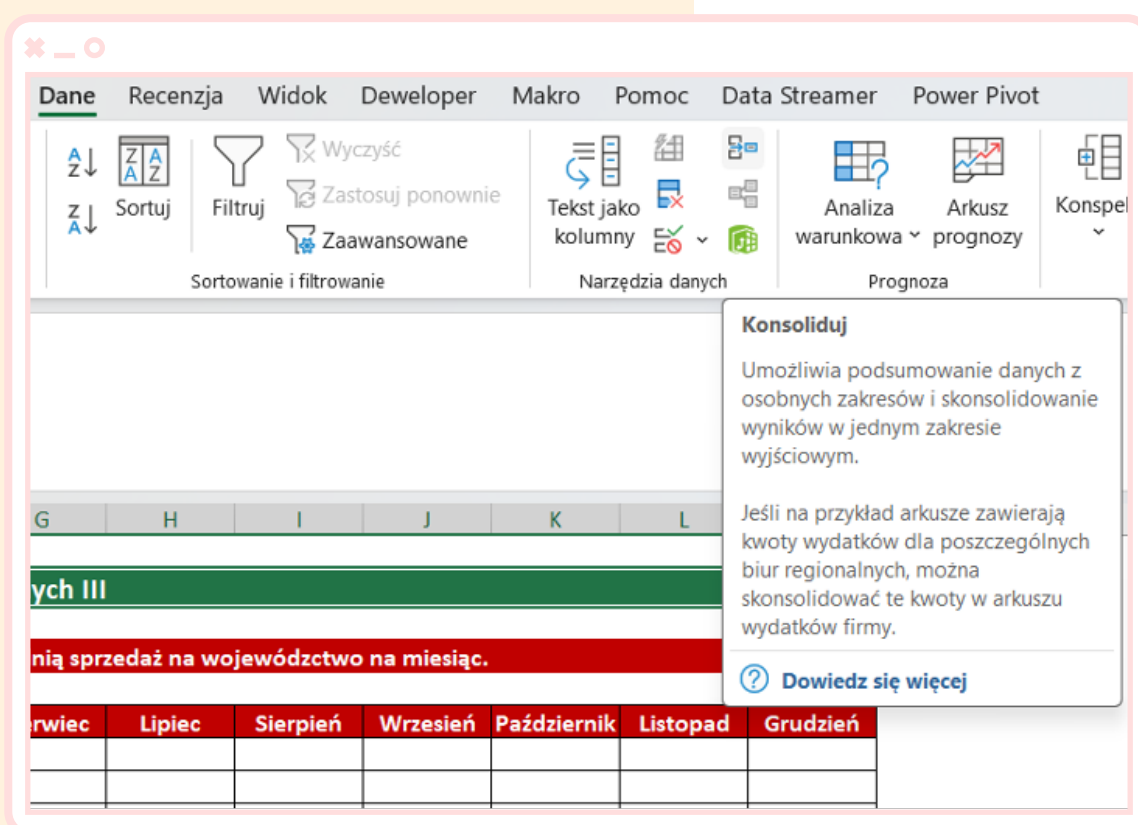 Dane Recenzja Widok Deweloper Makro Pomoc Data Streamer Power Pivot
Sortuj
Filtruj
Wyczyść
Zastosuj ponownie
Zaawansowane
Sortowanie i filtrowanie
Tekst jako
kolumny
Narzędzia danych
Analiza
warunkowa
Arkusz
prognozy
Prognoza
Konspe
Konsoliduj
Umożliwia podsumowanie danych z
osobnych zakresów i skonsolidowanie
wyników w jednym zakresie
wyjściowym.
Jeśli na przykład arkusze zawierają
kwoty wydatków dla poszczególnych
biur regionalnych, można
skonsolidować te kwoty w arkuszu
wydatków firmy.
Dowiedz się więcej
G H I J K L
ych III
nią sprzedaż na województwo na miesiąc.
rwiec Lipiec Sierpień Wrzesień Październik Listopad Grudzień